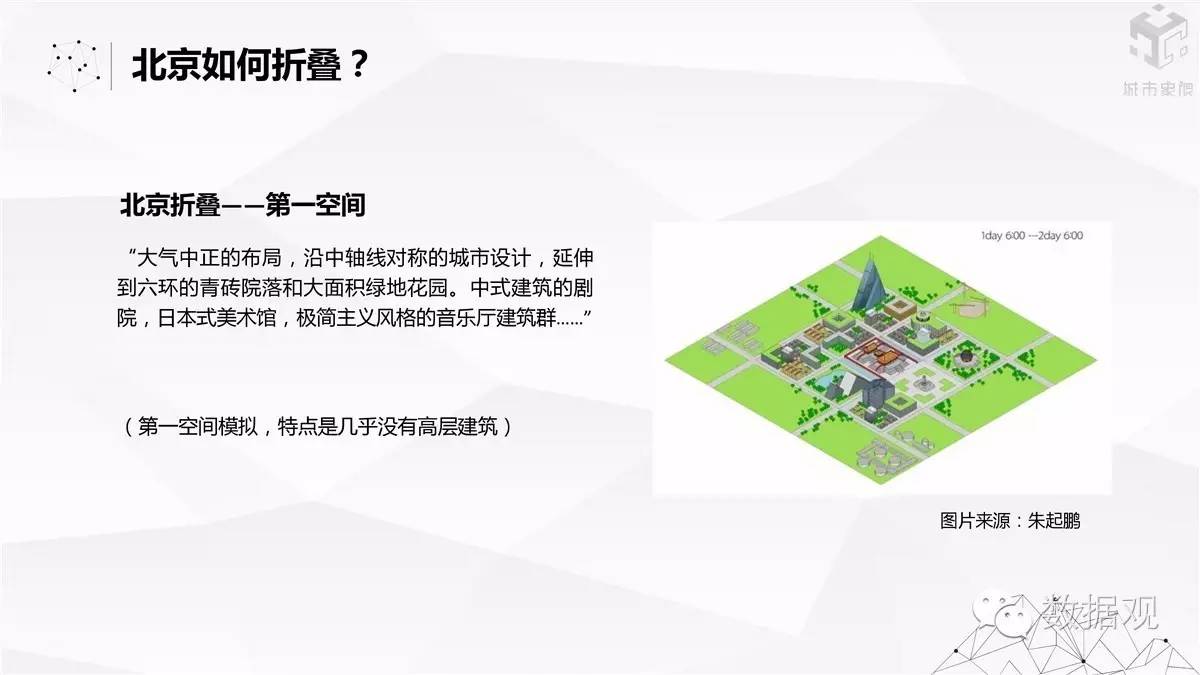 北京如何折叠？
城市象限
北京折叠——第一空间
“大气中正的布局，沿中轴线对称的城市设计，延伸
到六环的青砖院落和大面积绿地花园。中式建筑的剧
院，日本式美术馆，极简主义风格的音乐厅建筑群......”
（第一空间模拟，特点是几乎没有高层建筑）
1day 6:00 ---2day 6:00
图片来源：朱起鹏
数据观